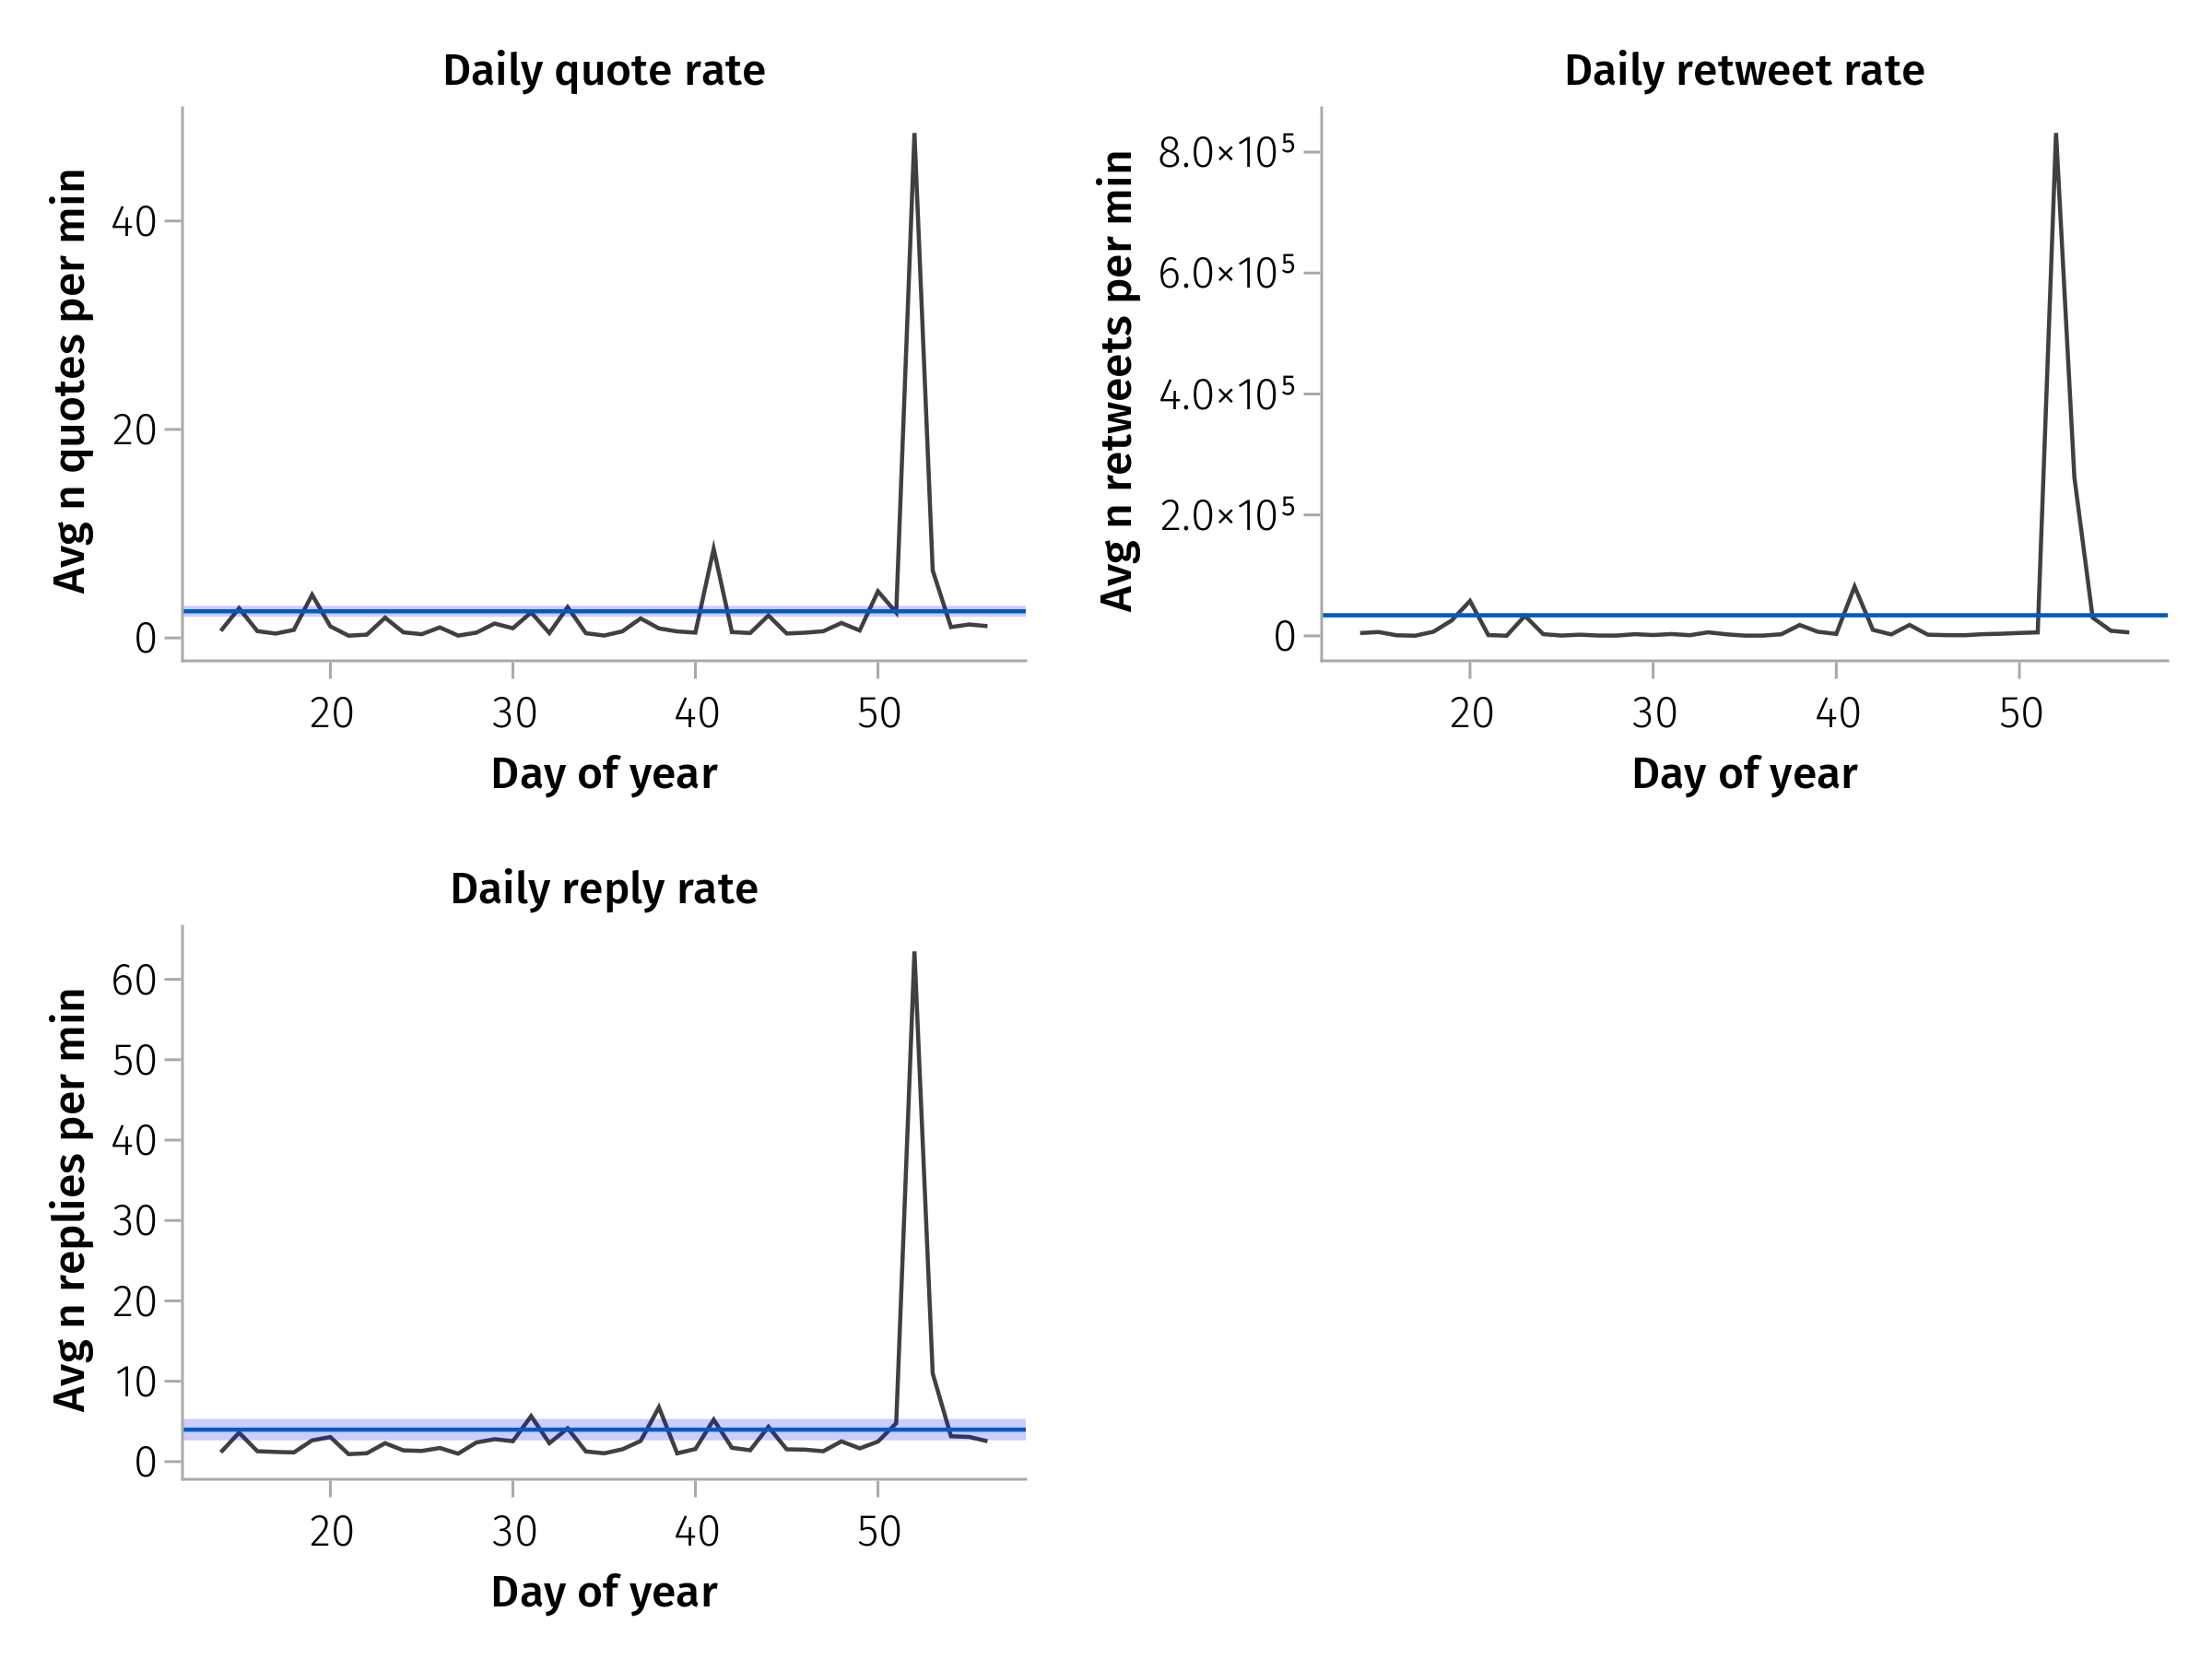 Daily quote rate
Avg n quotes per min
40
20
0
20 30 40 50
Day of year
Daily retweet rate
Avg n retweets per min
8.0×10⁵
6.0×10⁵
4.0×10⁵
2.0×10⁵
0
20 30 40 50
Day of year
Daily reply rate
Avg n replies per min
60
50
40
30
20
10
0
20 30 40 50
Day of year